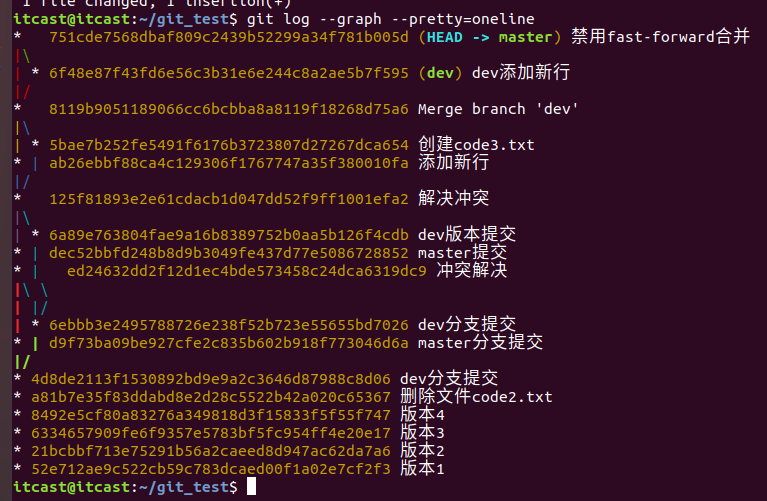 1 file changed, 1 insertion(+)
itcast@itcast:~/git_test$ git log --graph --pretty=oneline
*   751cde7568dbaf809c2439b52299a34f781b005d (HEAD -> master) 禁用fast-forward合并
|\
| * 6f48e87f43fd6e56c3b31e6e244c8a2ae5b7f595 (dev) dev添加新行
|/
*   8119b9051189066cc6bcbba8a8119f18268d75a6 Merge branch 'dev'
|\
| * 5bae7b252fe5491f6176b3723807d27267dca654 创建code3.txt
* | ab26ebbf88ca4c129306f1767747a35f380010fa 添加新行
|/
*   125f81893e2e61cdacb1d047dd52f9ff1001efa2 解决冲突
|\
| * 6a89e763804fae9a16b8389752b0aa5b126f4cdb dev版本提交
* | dec52bbfd248b8d9b3049fe437d77e5086728852 master提交
* |   ed24632dd2f12d1ec4bde573458c24dca6319dc9 冲突解决
|\ \
| |/
| * 6ebbb3e2495788726e238f52b723e55655bd7026 dev分支提交
* | d9f73ba09be927cfe2c835b602b918f773046d6a master分支提交
|/
* 4d8de2113f1530892bd9e9a2c3646d87988c8d06 dev分支提交
* a81b7e35f83ddabd8e2d28c5522b42a020c65367 删除文件code2.txt
* 8492e5cf80a83276a349818d3f15833f5f55f747 版本4
* 6334657909fe6f9357e5783bf5fc954ff4e20e17 版本3
* 21bcbbf713e75291b56a2caeed8d947ac62da7a6 版本2
* 52e712ae9c522cb59c783dcaed00f1a02e7cf2f3 版本1
itcast@itcast:~/git_test$